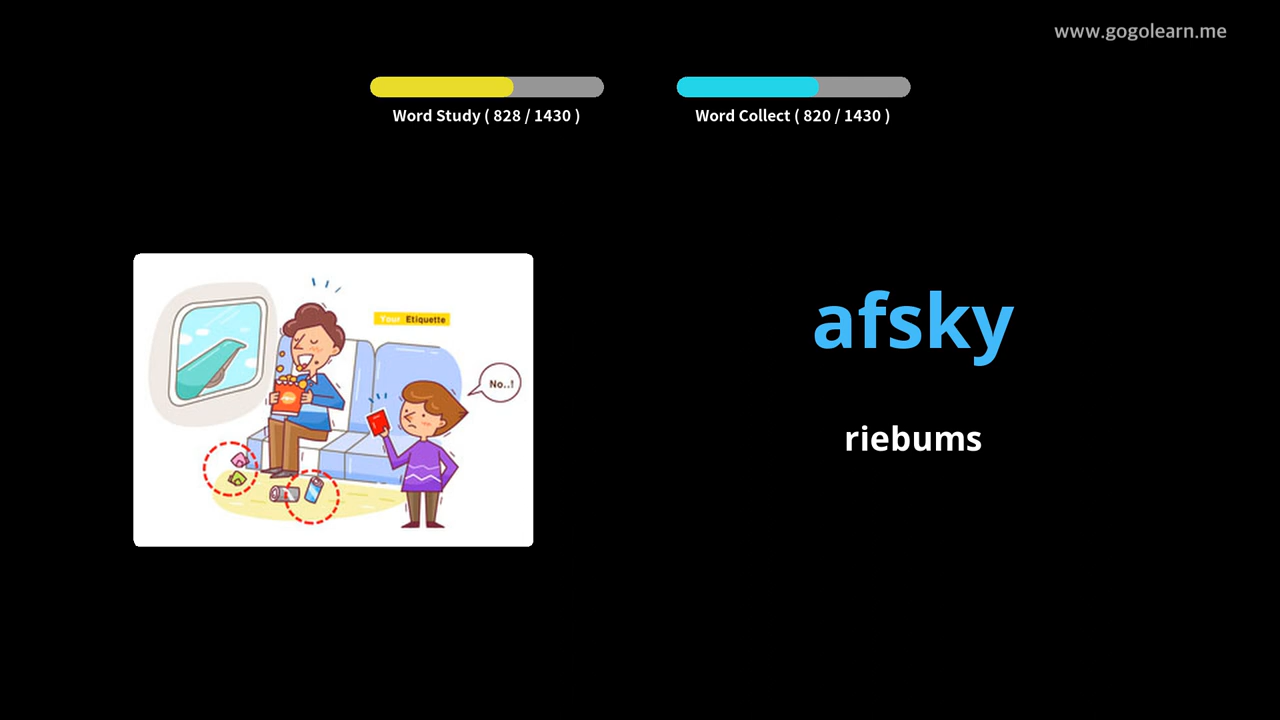 www.gogolearn.me
Word Study ( 828 / 1430 )
Word Collect ( 820 / 1430 )
Your Etiquette
No..!
afsky
riebums